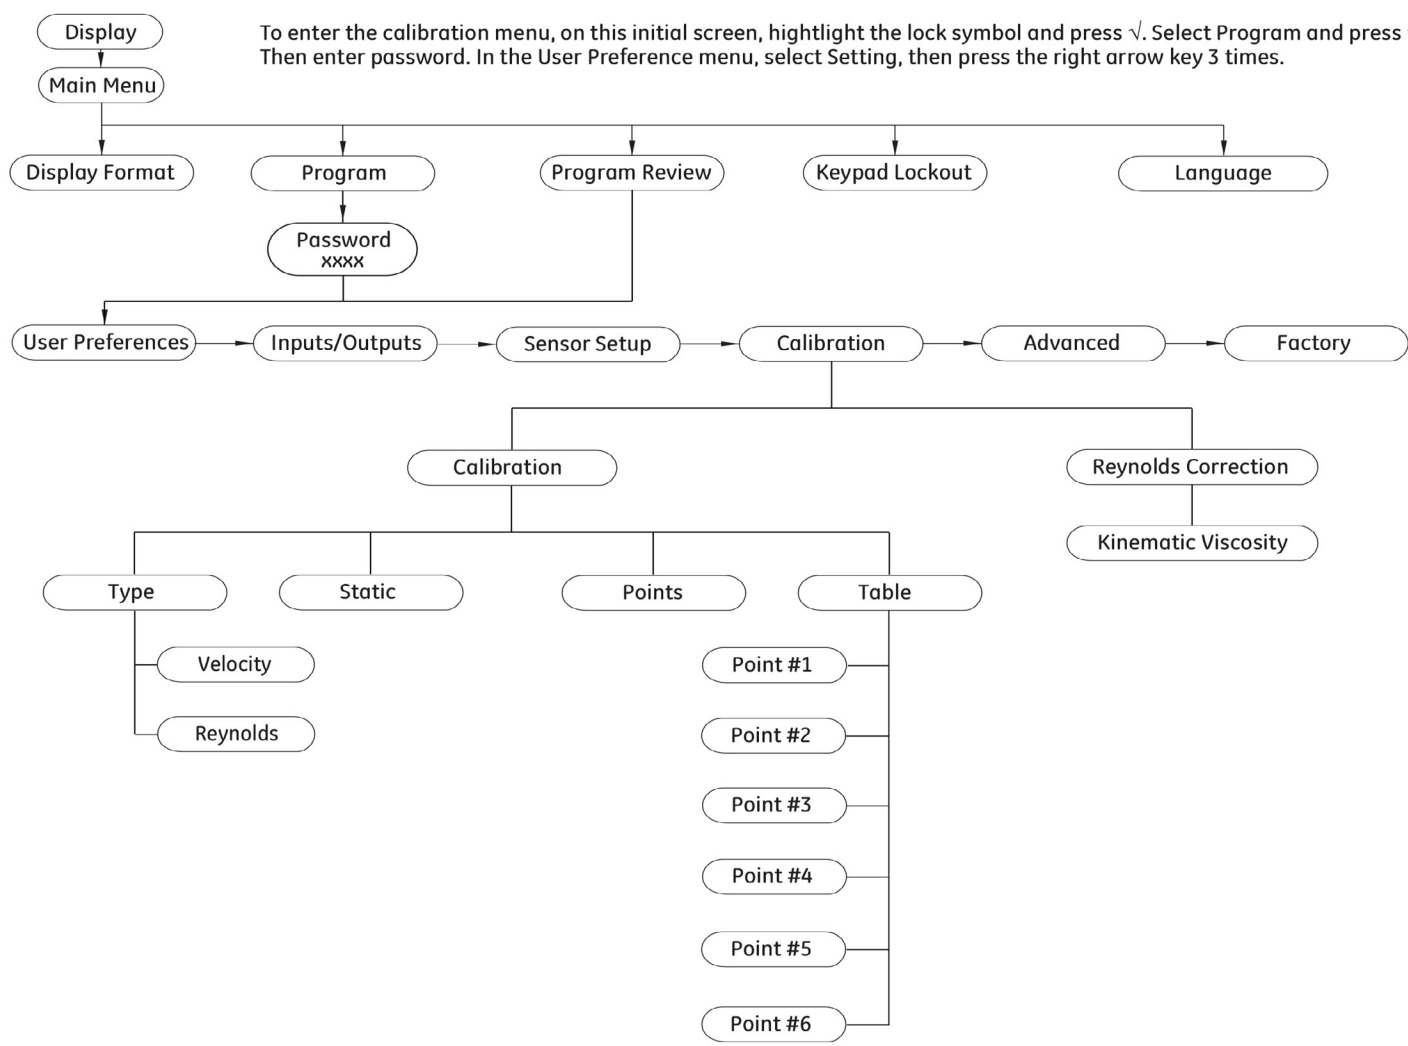 Display
To enter the calibration menu, on this initial screen, hightlight the lock symbol and press √. Select Program and press
Then enter password. In the User Preference menu, select Setting, then press the right arrow key 3 times.
Main Menu
Display Format
Program
Program Review
Keypad Lockout
Language
Password
xxxx
User Preferences
Inputs/Outputs
Sensor Setup
Calibration
Advanced
Factory
Calibration
Reynolds Correction
Kinematic Viscosity
Type
Static
Points
Table
Velocity
Reynolds
Point #1
Point #2
Point #3
Point #4
Point #5
Point #6